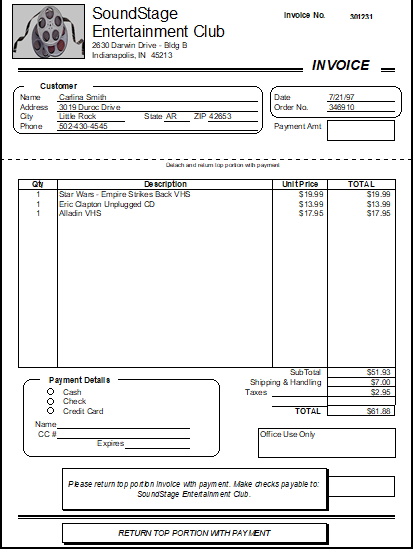 SoundStage
Entertainment Club
2630 Darwin Drive - Bldg B
Indianapolis, IN 45213
Invoice No. 301231
INVOICE
Customer
Name Carlina Smith
Address 3019 Duroc Drive
City Little Rock State AR ZIP 42653
Phone 502-430-4545
Date 7/21/97
Order No. 346910
Payment Amt
Detach and return top portion with payment
Qty Description Unit Price TOTAL
1 Star Wars - Empire Strikes Back VHS $19.99 $19.99
1 Eric Clapton Unplugged CD $13.99 $13.99
1 Alladin VHS $17.95 $17.95
SubTotal $51.93
Shipping & Handling $7.00
Taxes $2.95
TOTAL $61.88
Payment Details
Cash
Check
Credit Card
Name
CC #
Expires
Office Use Only
Please return top portion invoice with payment. Make checks payable to:
SoundStage Entertainment Club.
RETURN TOP PORTION WITH PAYMENT